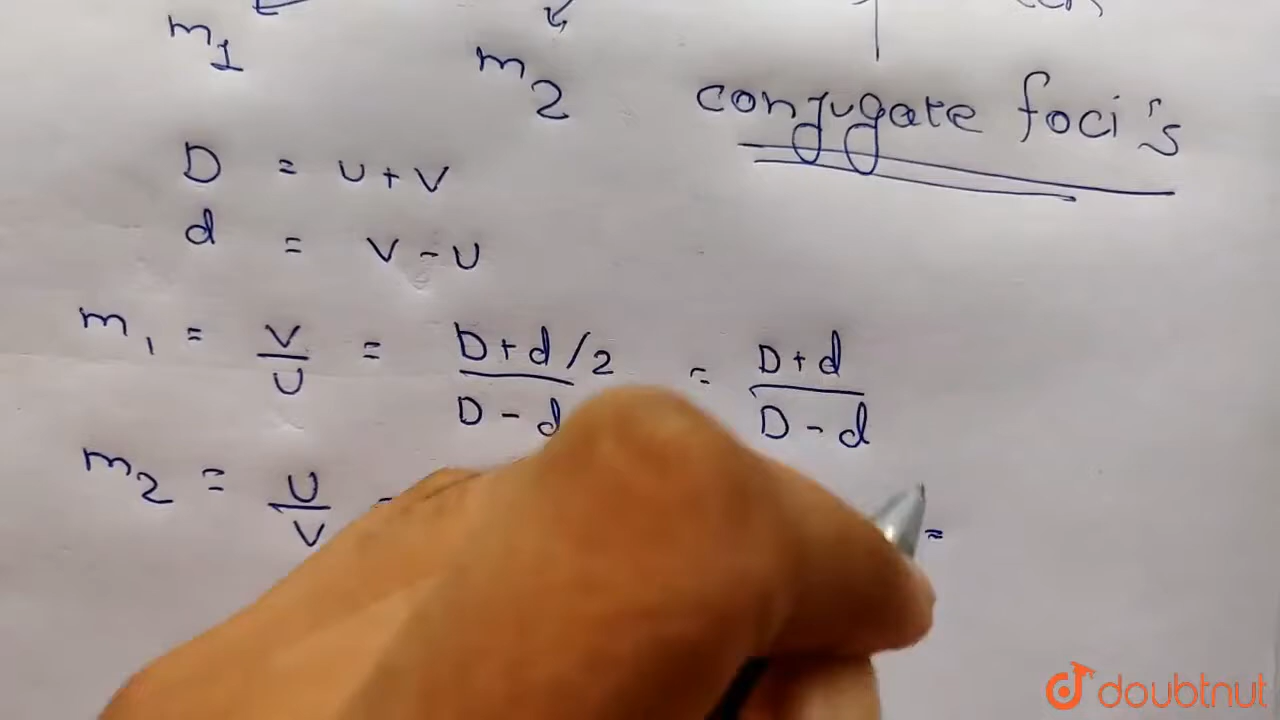 m1 m2
conjugate foci's
D = U + V
d = V - U
m1 = V/U = D+d/2 / D-d = D+d / D-d
m2 = U/V = =
doubtnut